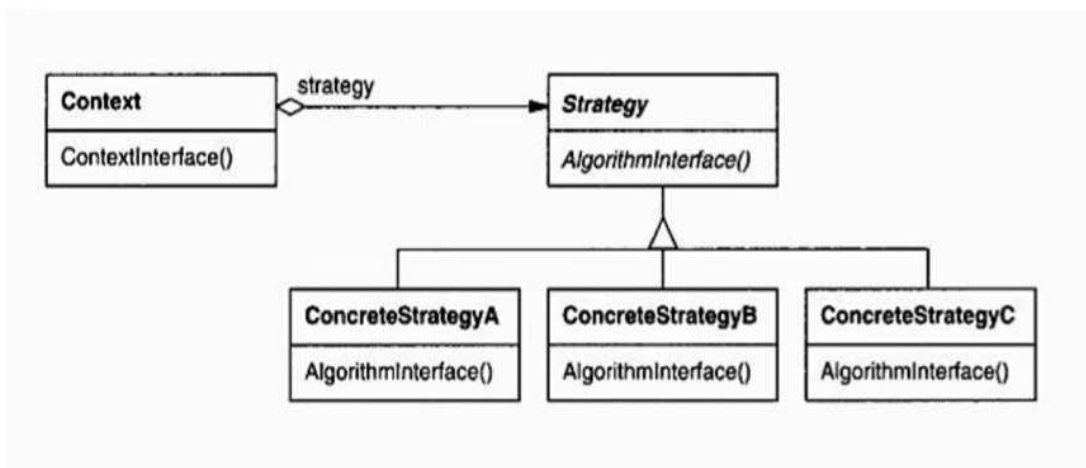 Context
ContextInterface()
strategy
Strategy
AlgorithmInterface()
ConcreteStrategyA
AlgorithmInterface()
ConcreteStrategyB
AlgorithmInterface()
ConcreteStrategyC
AlgorithmInterface()